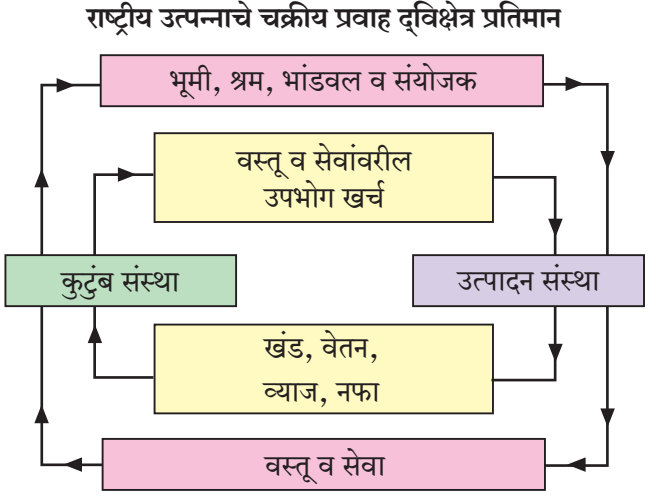 राष्ट्रीय उत्पन्नाचे चक्रीय प्रवाह द्‌विक्षेत्र प्रतिमान
भूमी, श्रम, भांडवल व संयोजक
वस्तू व सेवांवरील
उपभोग खर्च
कुटुंब संस्था
उत्पादन संस्था
खंड, वेतन,
व्याज, नफा
वस्तू व सेवा